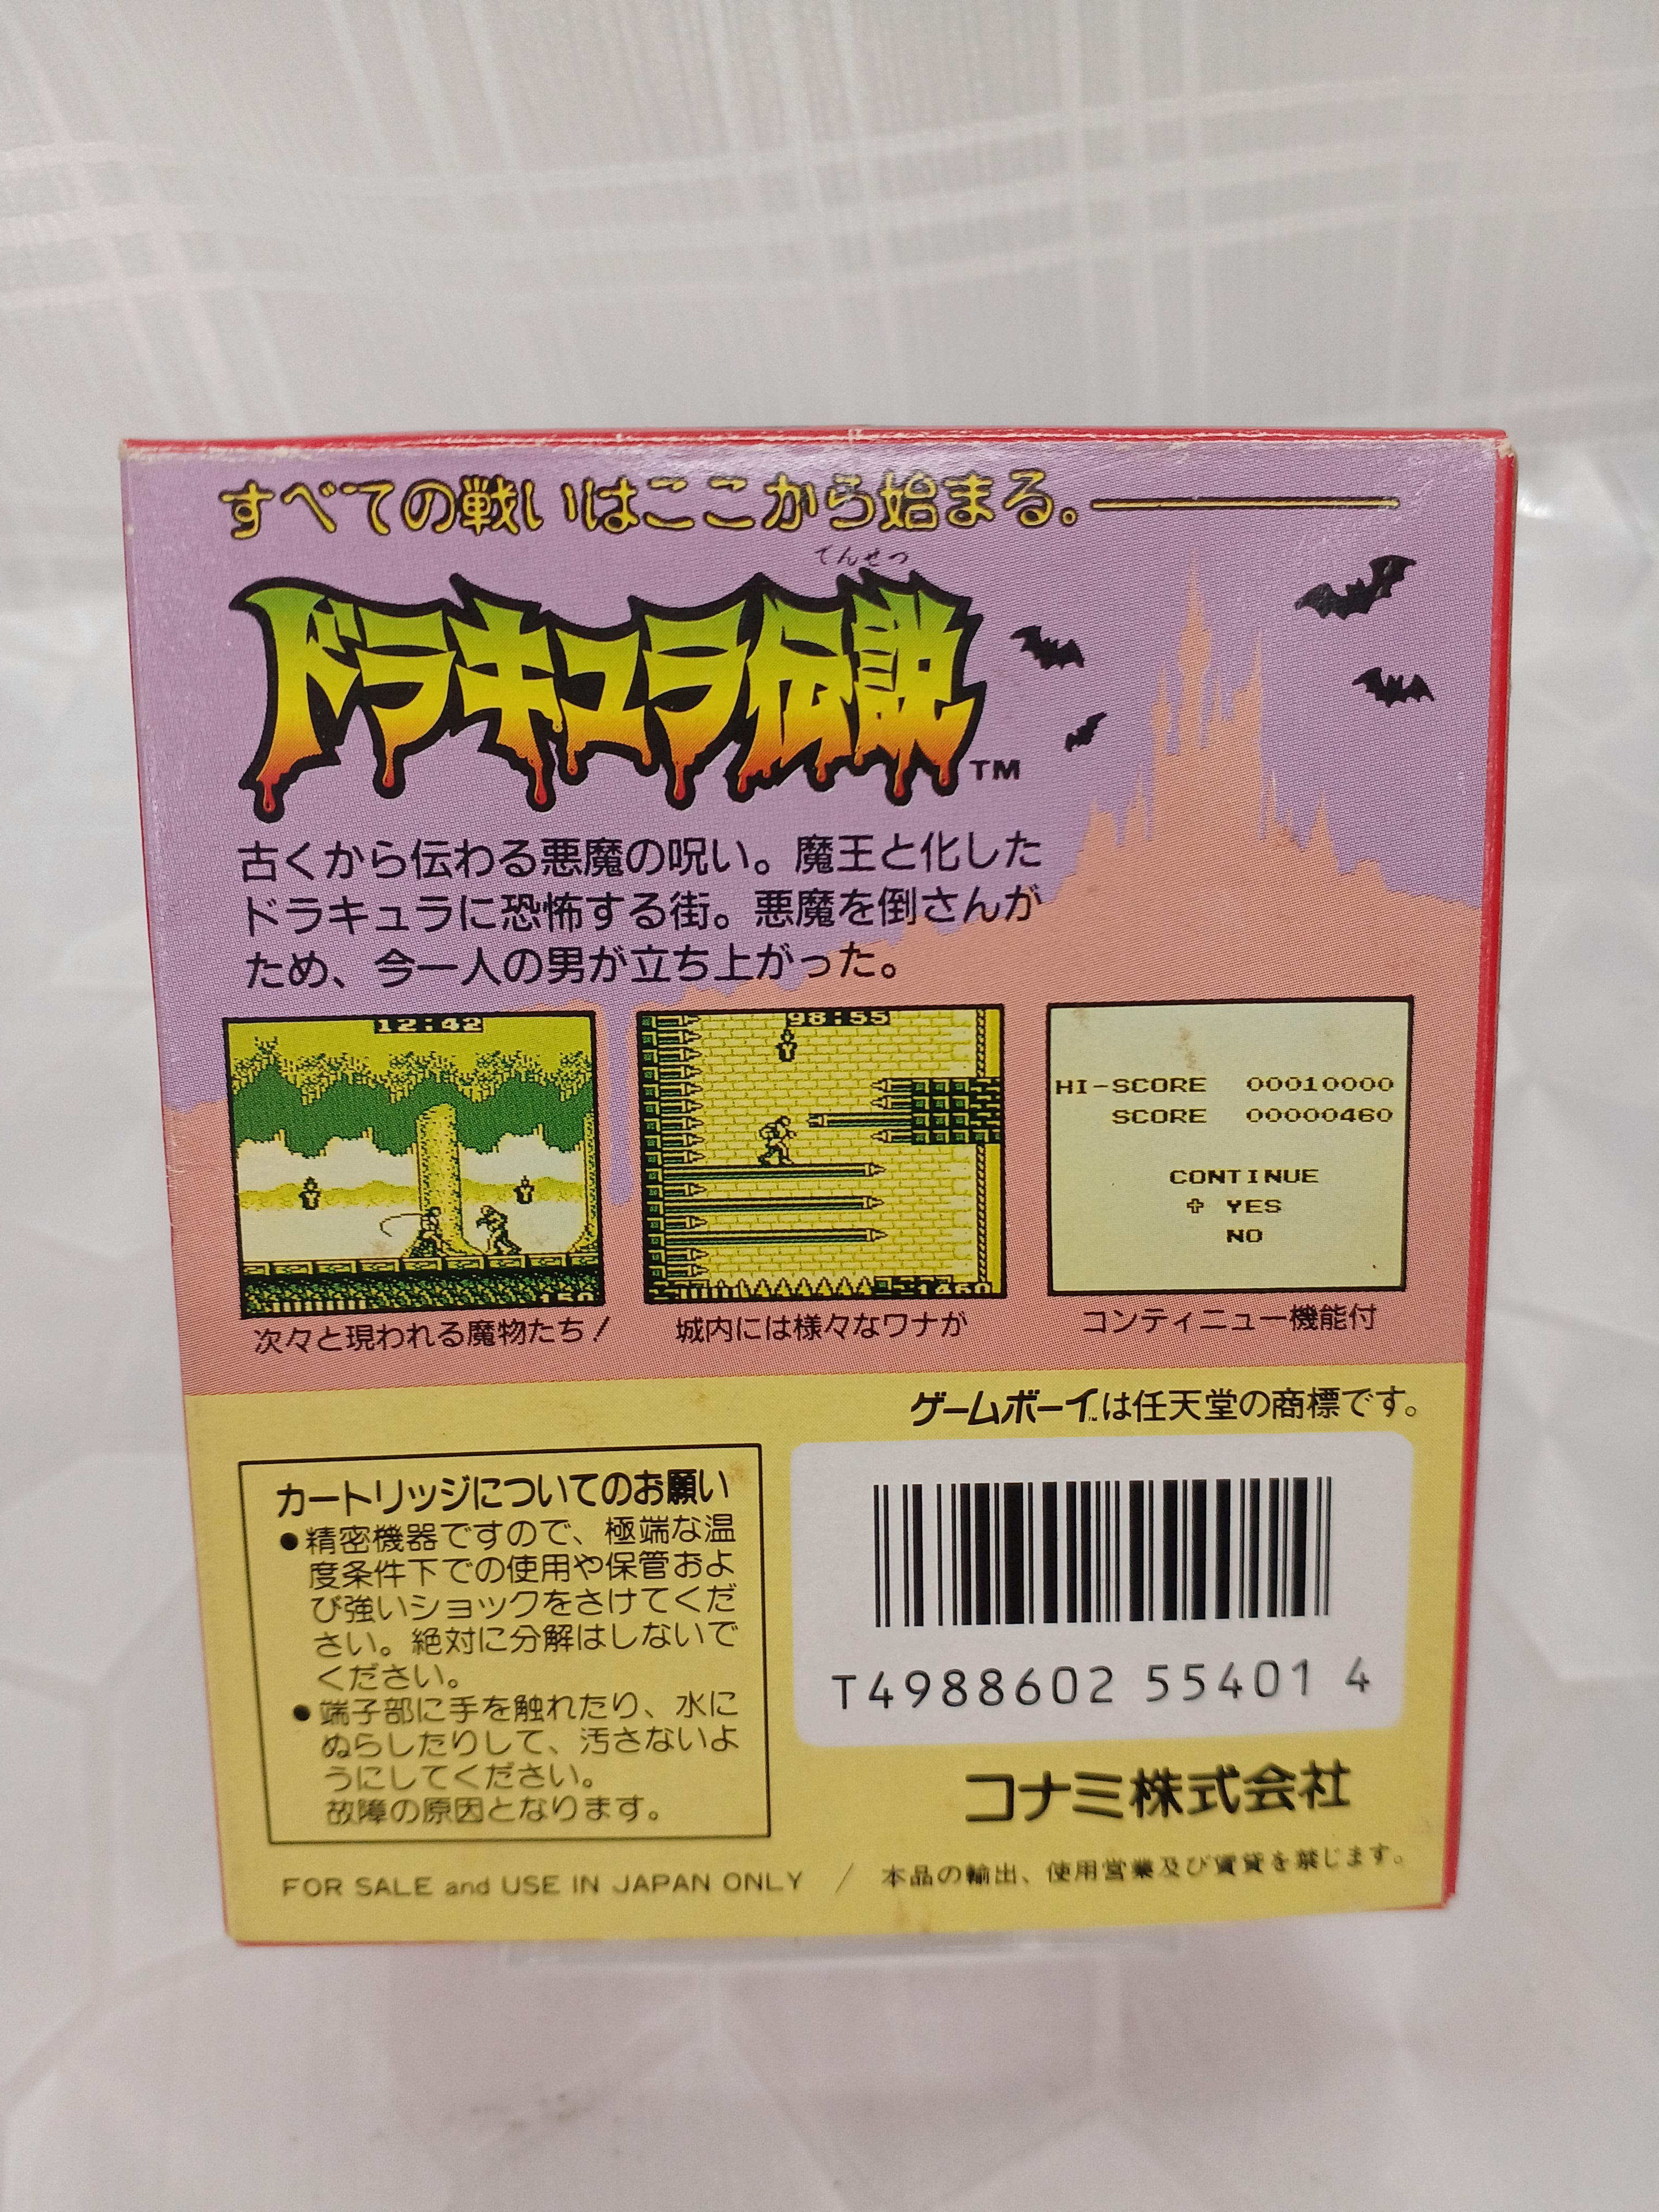 すべての戦いはここから始まる。
てんせつ
ドラキュラ伝説
TM
古くから伝わる悪魔の呪い。魔王と化した
ドラキュラに恐怖する街。悪魔を倒さんが
ため、今一人の男が立ち上がった。
12:42
150
次々と現われる魔物たち!
98:55
1460
城内には様々なワナが
HI-SCORE 00010000
SCORE 00000460
CONTINUE
YES
NO
コンティニュー機能付
ゲームボーイ™は任天堂の商標です。
カートリッジについてのお願い
●精密機器ですので、極端な温
度条件下での使用や保管およ
び強いショックをさけてくだ
さい。絶対に分解はしないで
ください。
●端子部に手を触れたり、水に
ぬらしたりして、汚さないよ
うにしてください。
故障の原因となります。
T4988602 55401 4
コナミ株式会社
FOR SALE and USE IN JAPAN ONLY / 本品の輸出、使用営業及び賃貸を禁じます。